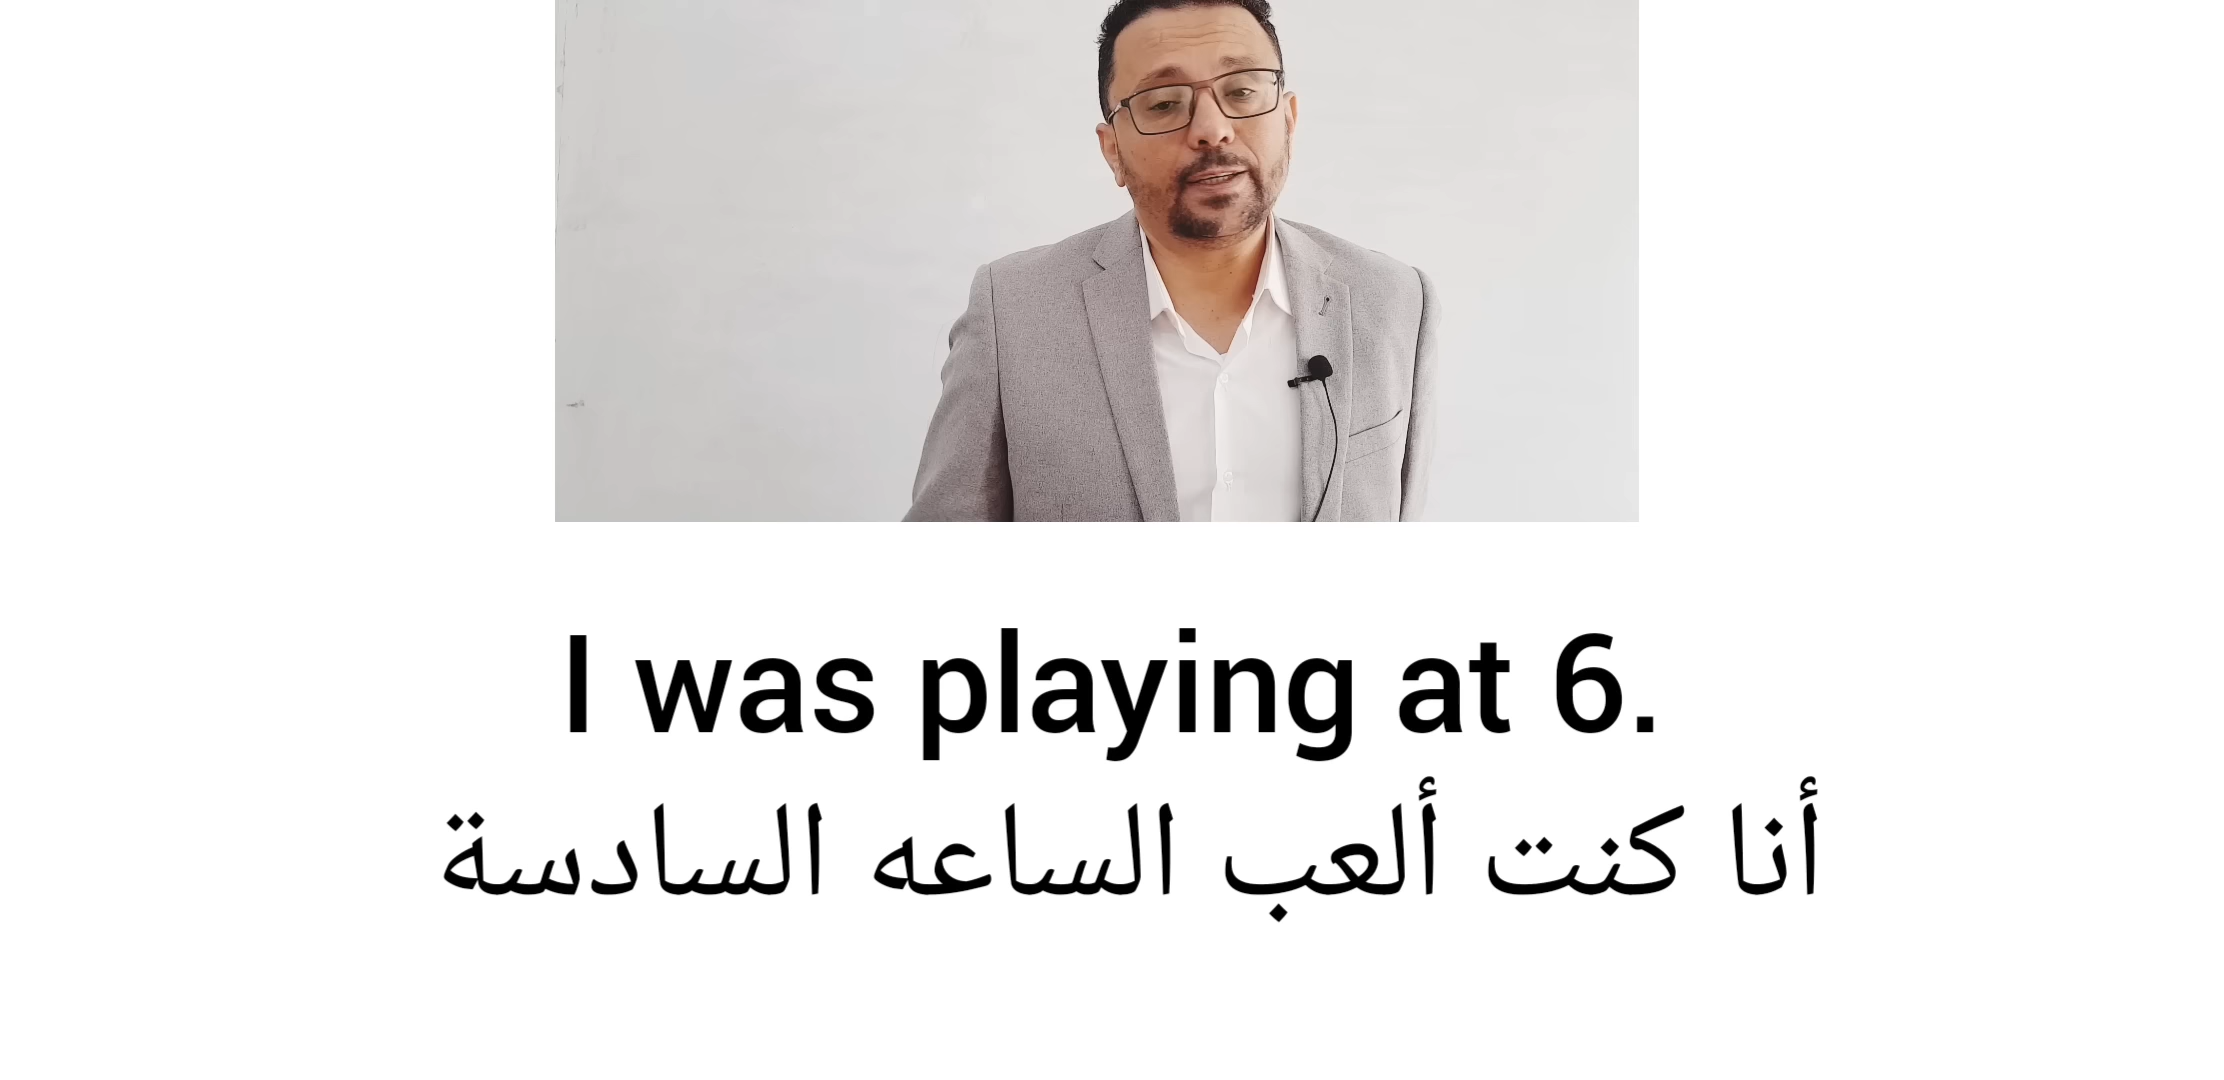 I was playing at 6.
أنا كنت ألعب الساعه السادسة